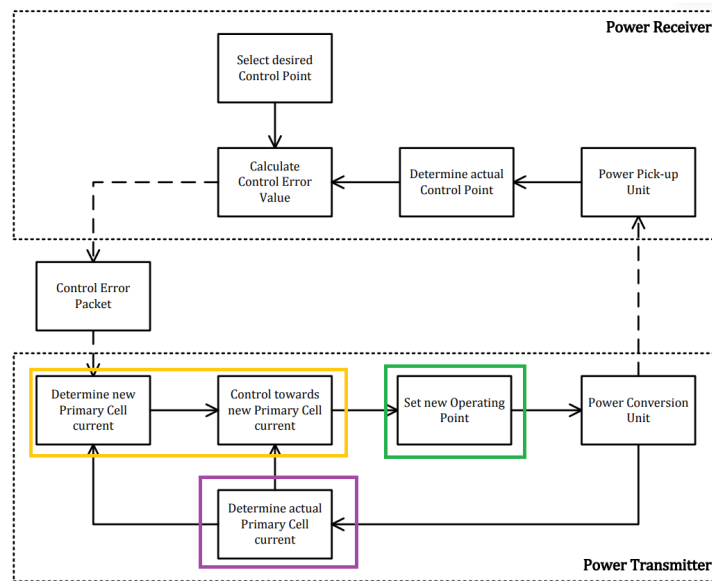 Power Receiver
Select desired
Control Point
Calculate
Control Error
Value
Determine actual
Control Point
Power Pick-up
Unit
Control Error
Packet
Determine new
Primary Cell
current
Control towards
new Primary Cell
current
Set new Operating
Point
Power Conversion
Unit
Determine actual
Primary Cell
current
Power Transmitter